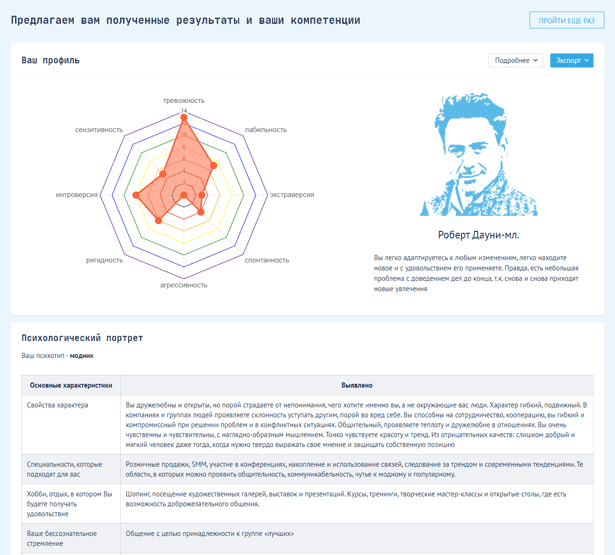 Предлагаем вам полученные результаты и ваши компетенции
ПРОЙТИ ЕЩЕ РАЗ
Ваш профиль
Подробнее
Экспорт
тревожность
14
10
8
6
4
2
сензитивность
лабильность
интроверсия
экстраверсия
ригидность
спонтанность
агрессивность
Роберт Дауни-мл.
Вы легко адаптируетесь к любым изменениям, легко находите
новое и с удовольствием его применяете. Правда, есть небольшая
проблема с доведением дел до конца, т.к. снова и снова приходят
новые увлечения
Психологический портрет
Ваш психотип - модник
Основные характеристики
Выявлено
Свойства характера
Вы дружелюбны и открыты, но порой страдаете от непонимания, чего хотите именно вы, а не окружающие вас люди. Характер гибкий, подвижный. В
компаниях и группах людей проявляете склонность уступать другим, порой во вред себе. Вы способны на сотрудничество, кооперацию, вы гибкий и
компромиссный при решении проблем и в конфликтных ситуациях. Общительный, проявляете теплоту и дружелюбие в отношениях. Вы очень
чувственны и чувствительны, с наглядно-образным мышлением. Тонко чувствуете красоту и тренд. Из отрицательных качеств: слишком добрый и
мягкий человек даже тогда, когда нужно твердо выражать свое мнение и защищать собственную позицию
Специальности, которые
подходят для вас
Розничные продажи, SMM, участие в конференциях, накопление и использование связей, следование за трендом и современными тенденциями. Те
области, в которых можно проявить общительность, коммуникабельность, чутье к модному и популярному.
Хобби, отдых, в котором Вы
будете получать
удовольствие
Шопинг, посещение художественных галерей, выставок и презентаций. Курсы, тренинги, творческие мастер-классы и открытые столы, где есть
возможность доброжелательного общения.
Ваше бессознательное
стремление
Общение с целью принадлежности к группе «лучших»